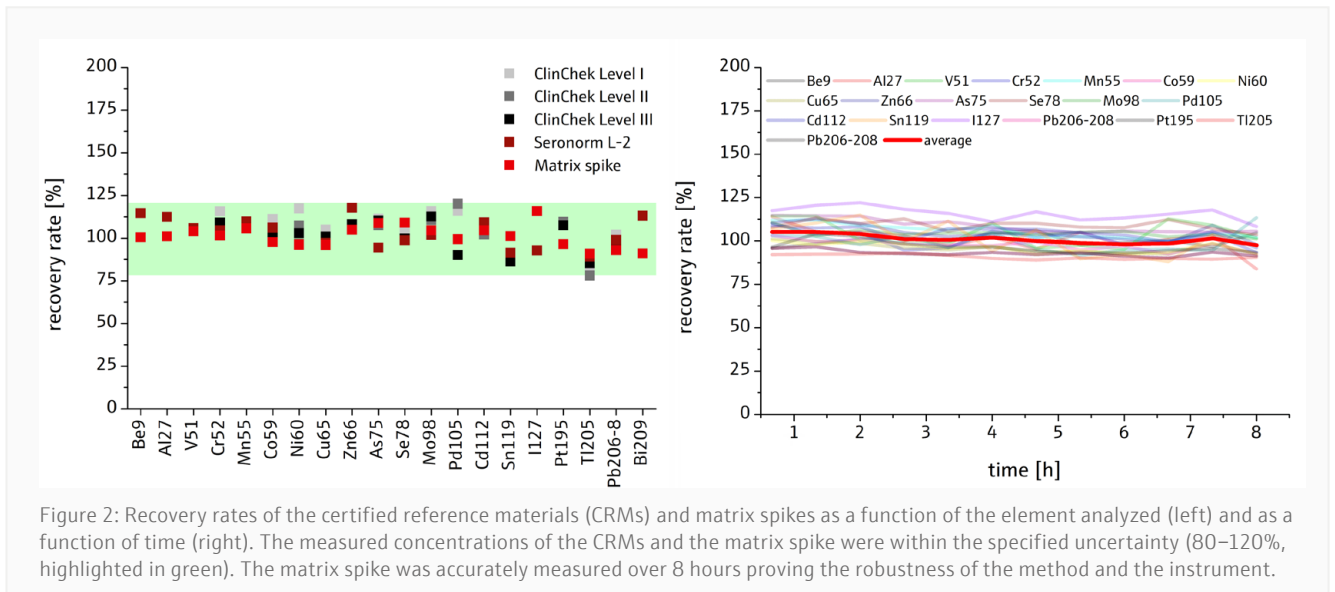 200
175
150
125
100
75
50
25
0
recovery rate [%]
ClinChek Level I
ClinChek Level II
ClinChek Level III
Seronorm L-2
Matrix spike
Be9
Al27
V51
Cr52
Mn55
Co59
Ni60
Cu65
Zn66
As75
Se78
Mo98
Pd105
Cd112
Sn119
I127
Pt195
Tl205
Pb206-8
Bi209
200
175
150
125
100
75
50
25
0
recovery rate [%]
Be9 Al27 V51 Cr52 Mn55 Co59 Ni60
Cu65 Zn66 As75 Se78 Mo98 Pd105
Cd112 Sn119 I127 Pb206-208 Pt195 Tl205
Pb206-208 average
1 2 3 4 5 6 7 8
time [h]
Figure 2: Recovery rates of the certified reference materials (CRMs) and matrix spikes as a function of the element analyzed (left) and as a
function of time (right). The measured concentrations of the CRMs and the matrix spike were within the specified uncertainty (80–120%,
highlighted in green). The matrix spike was accurately measured over 8 hours proving the robustness of the method and the instrument.